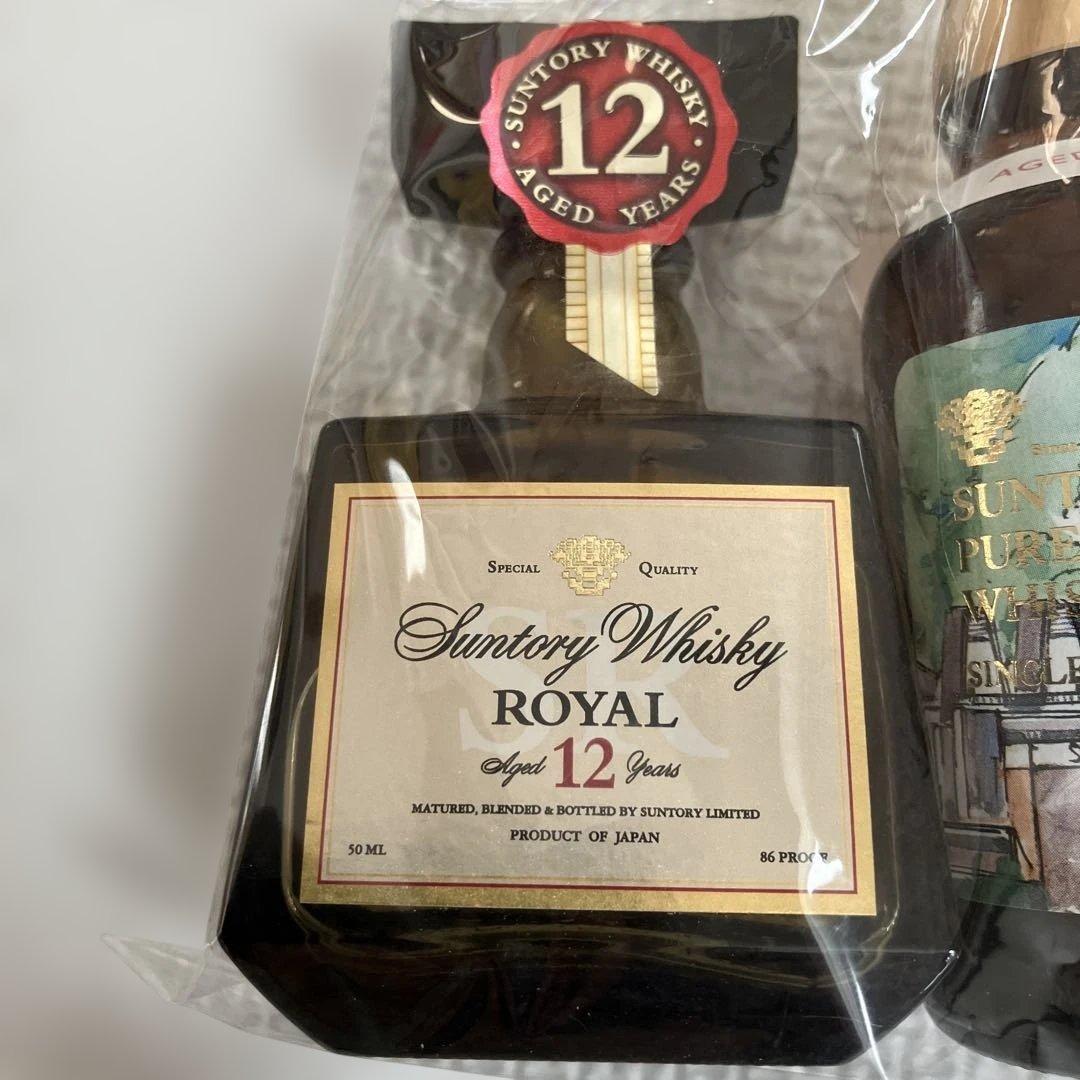 SUNTORY WHISKY
12
AGED YEARS
SPECIAL QUALITY
Suntory Whisky
SR
ROYAL
Aged 12 Years
MATURED, BLENDED & BOTTLED BY SUNTORY LIMITED
PRODUCT OF JAPAN
50 ML
86 PROOF
AGED
SUNT
PURE
WHIS
SINGLE